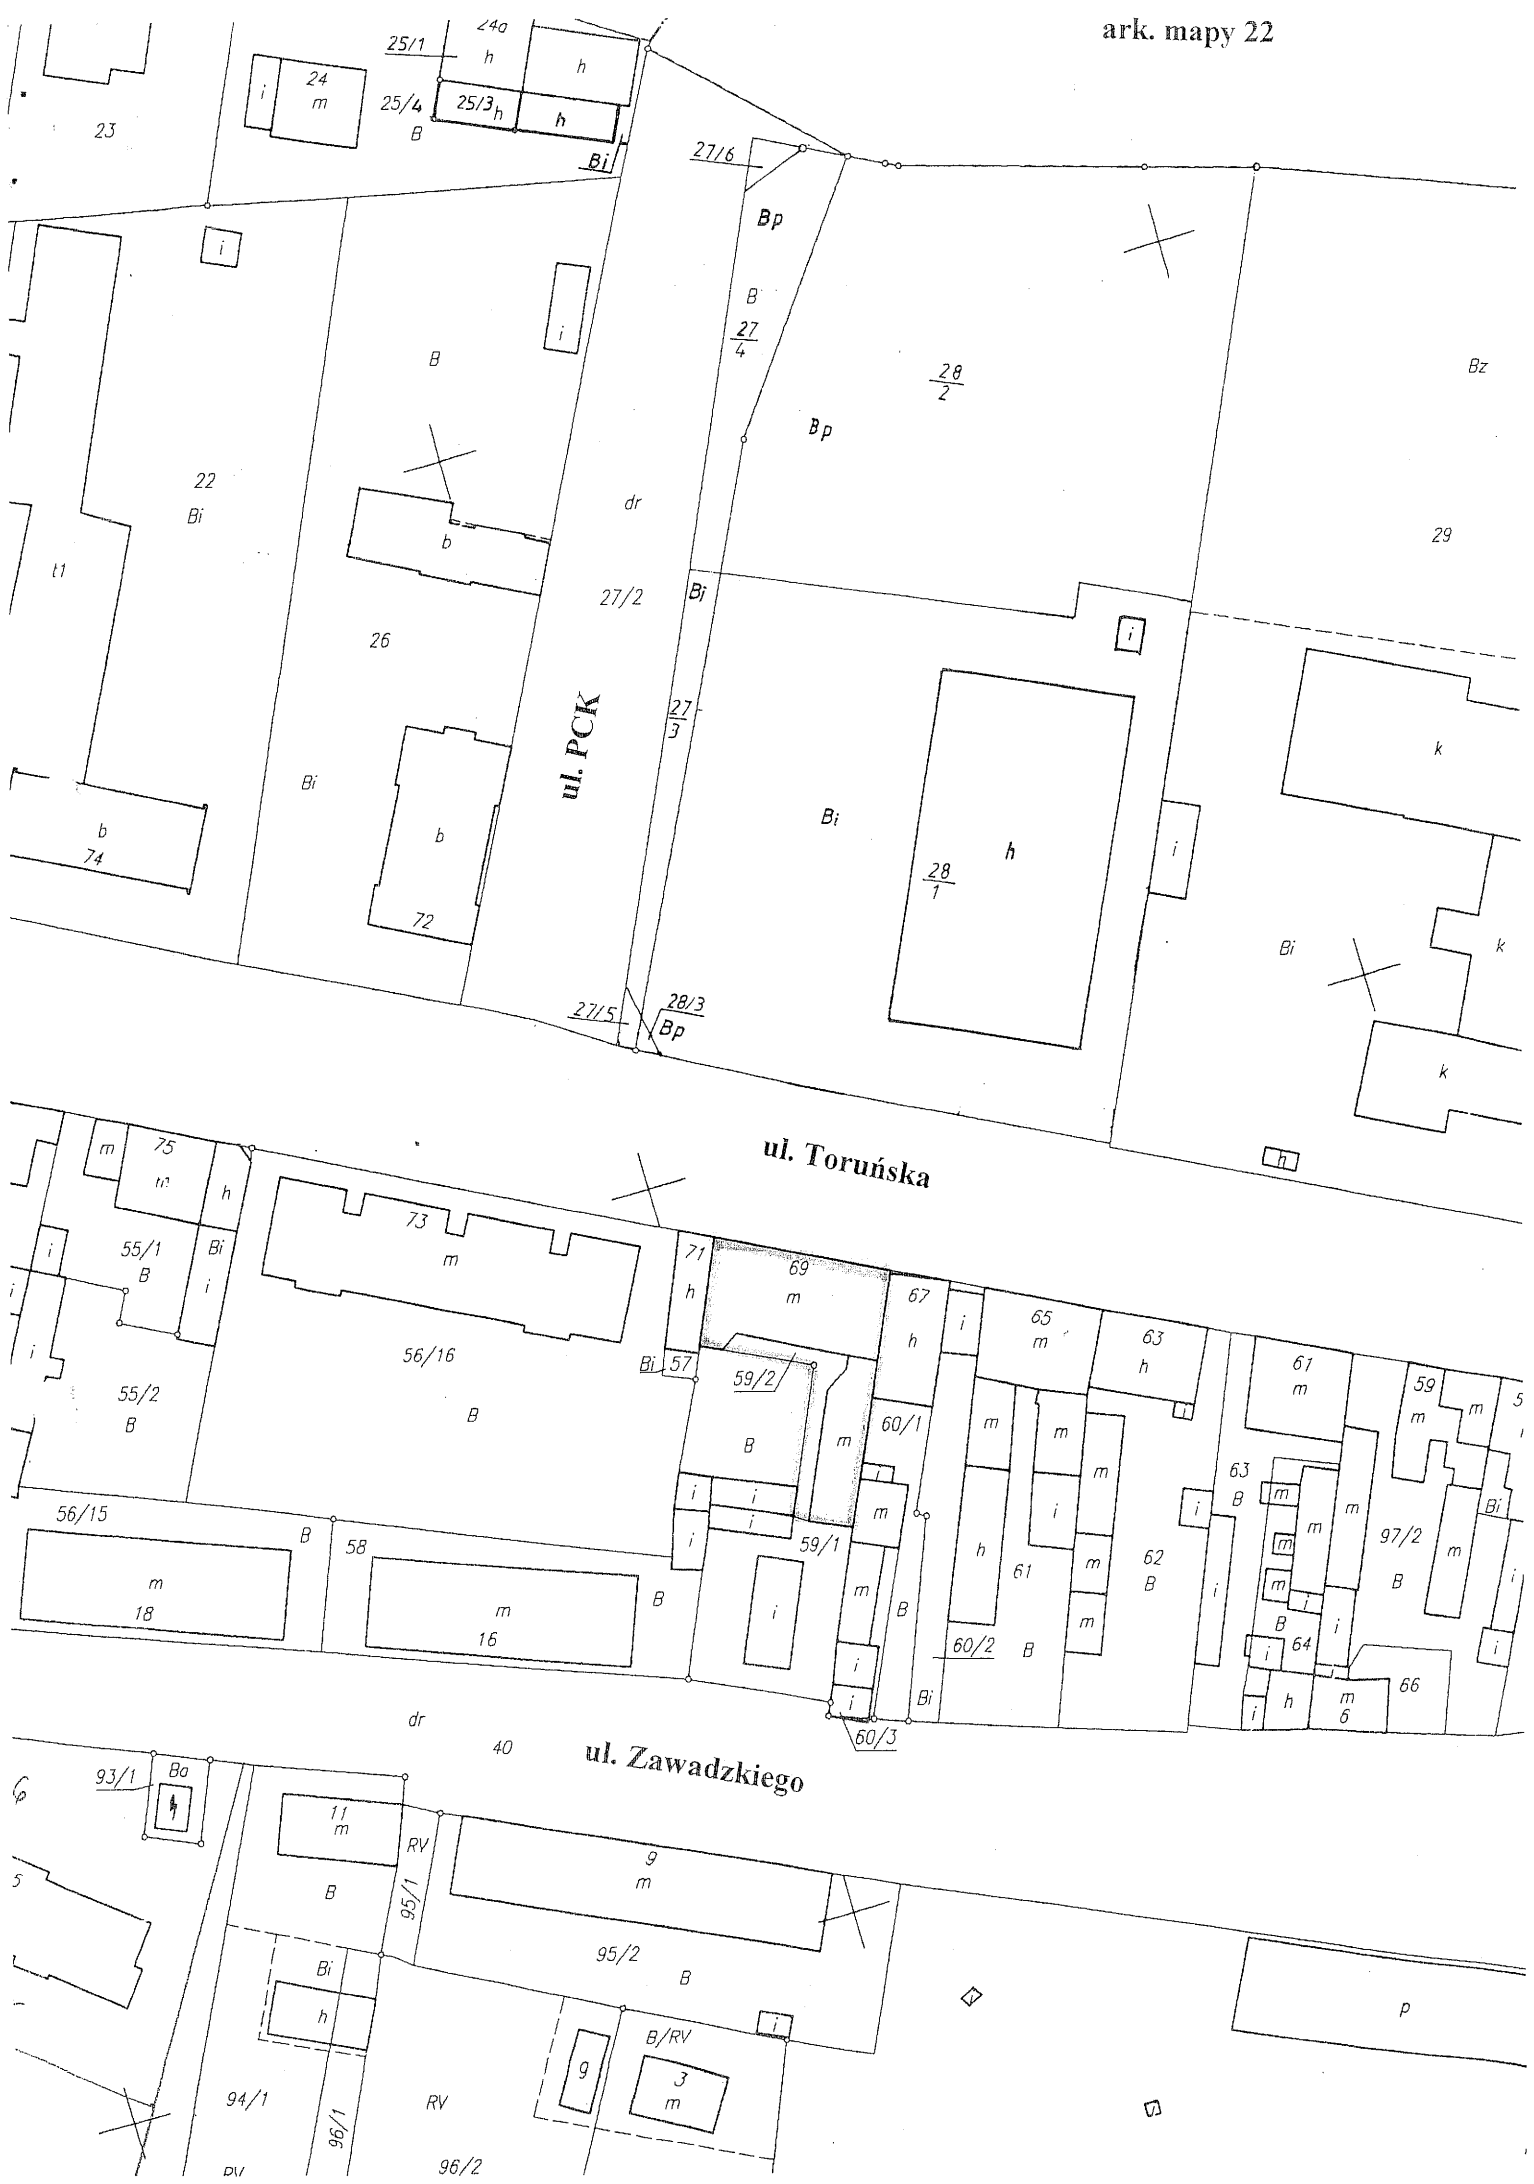 ark. mapy 22
24a
25/1
h
h
24
m
i
25/4
B
25/3
h
h
23
Bi
27/6
Bp
i
i
B
27
4
B
28
2
Bz
Bp
22
Bi
dr
b
29
t1
27/2
Bi
26
i
27
3
ul. PCK
k
Bi
b
Bi
h
i
b
74
28
1
72
Bi
k
27/5
28/3
Bp
k
ul. Toruńska
h
m
75
m
h
73
m
71
h
69
m
67
h
i
65
m
63
h
61
m
59
m
m
i
55/1
B
Bi
i
i
i
56/16
Bi
57
59/2
60/1
i
55/2
B
B
B
m
m
m
m
i
i
i
i
i
m
i
63
B
i
m
m
m
Bi
56/15
B
58
59/1
h
i
61
m
62
B
m
97/2
B
m
m
18
m
16
B
i
m
B
m
m
i
m
i
i
B
64
i
i
i
i
60/2
B
Bi
i
h
m
6
66
i
60/3
dr
40
ul. Zawadzkiego
93/1
Ba
6
11
m
RV
9
m
5
B
95/1
95/2
B
Bi
h
i
i
p
B/RV
g
3
m
94/1
96/1
RV
RV
96/2